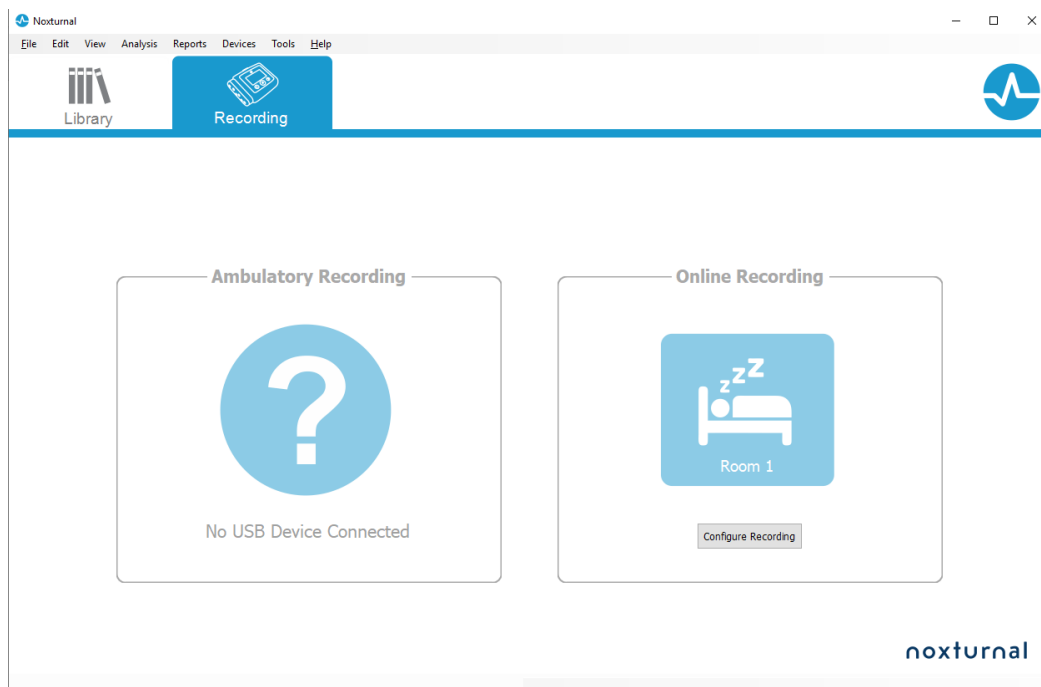 Noxturnal
File Edit View Analysis Reports Devices Tools Help
Library
Recording
Ambulatory Recording
?
No USB Device Connected
Online Recording
zzZ
Room 1
Configure Recording
noxturnal